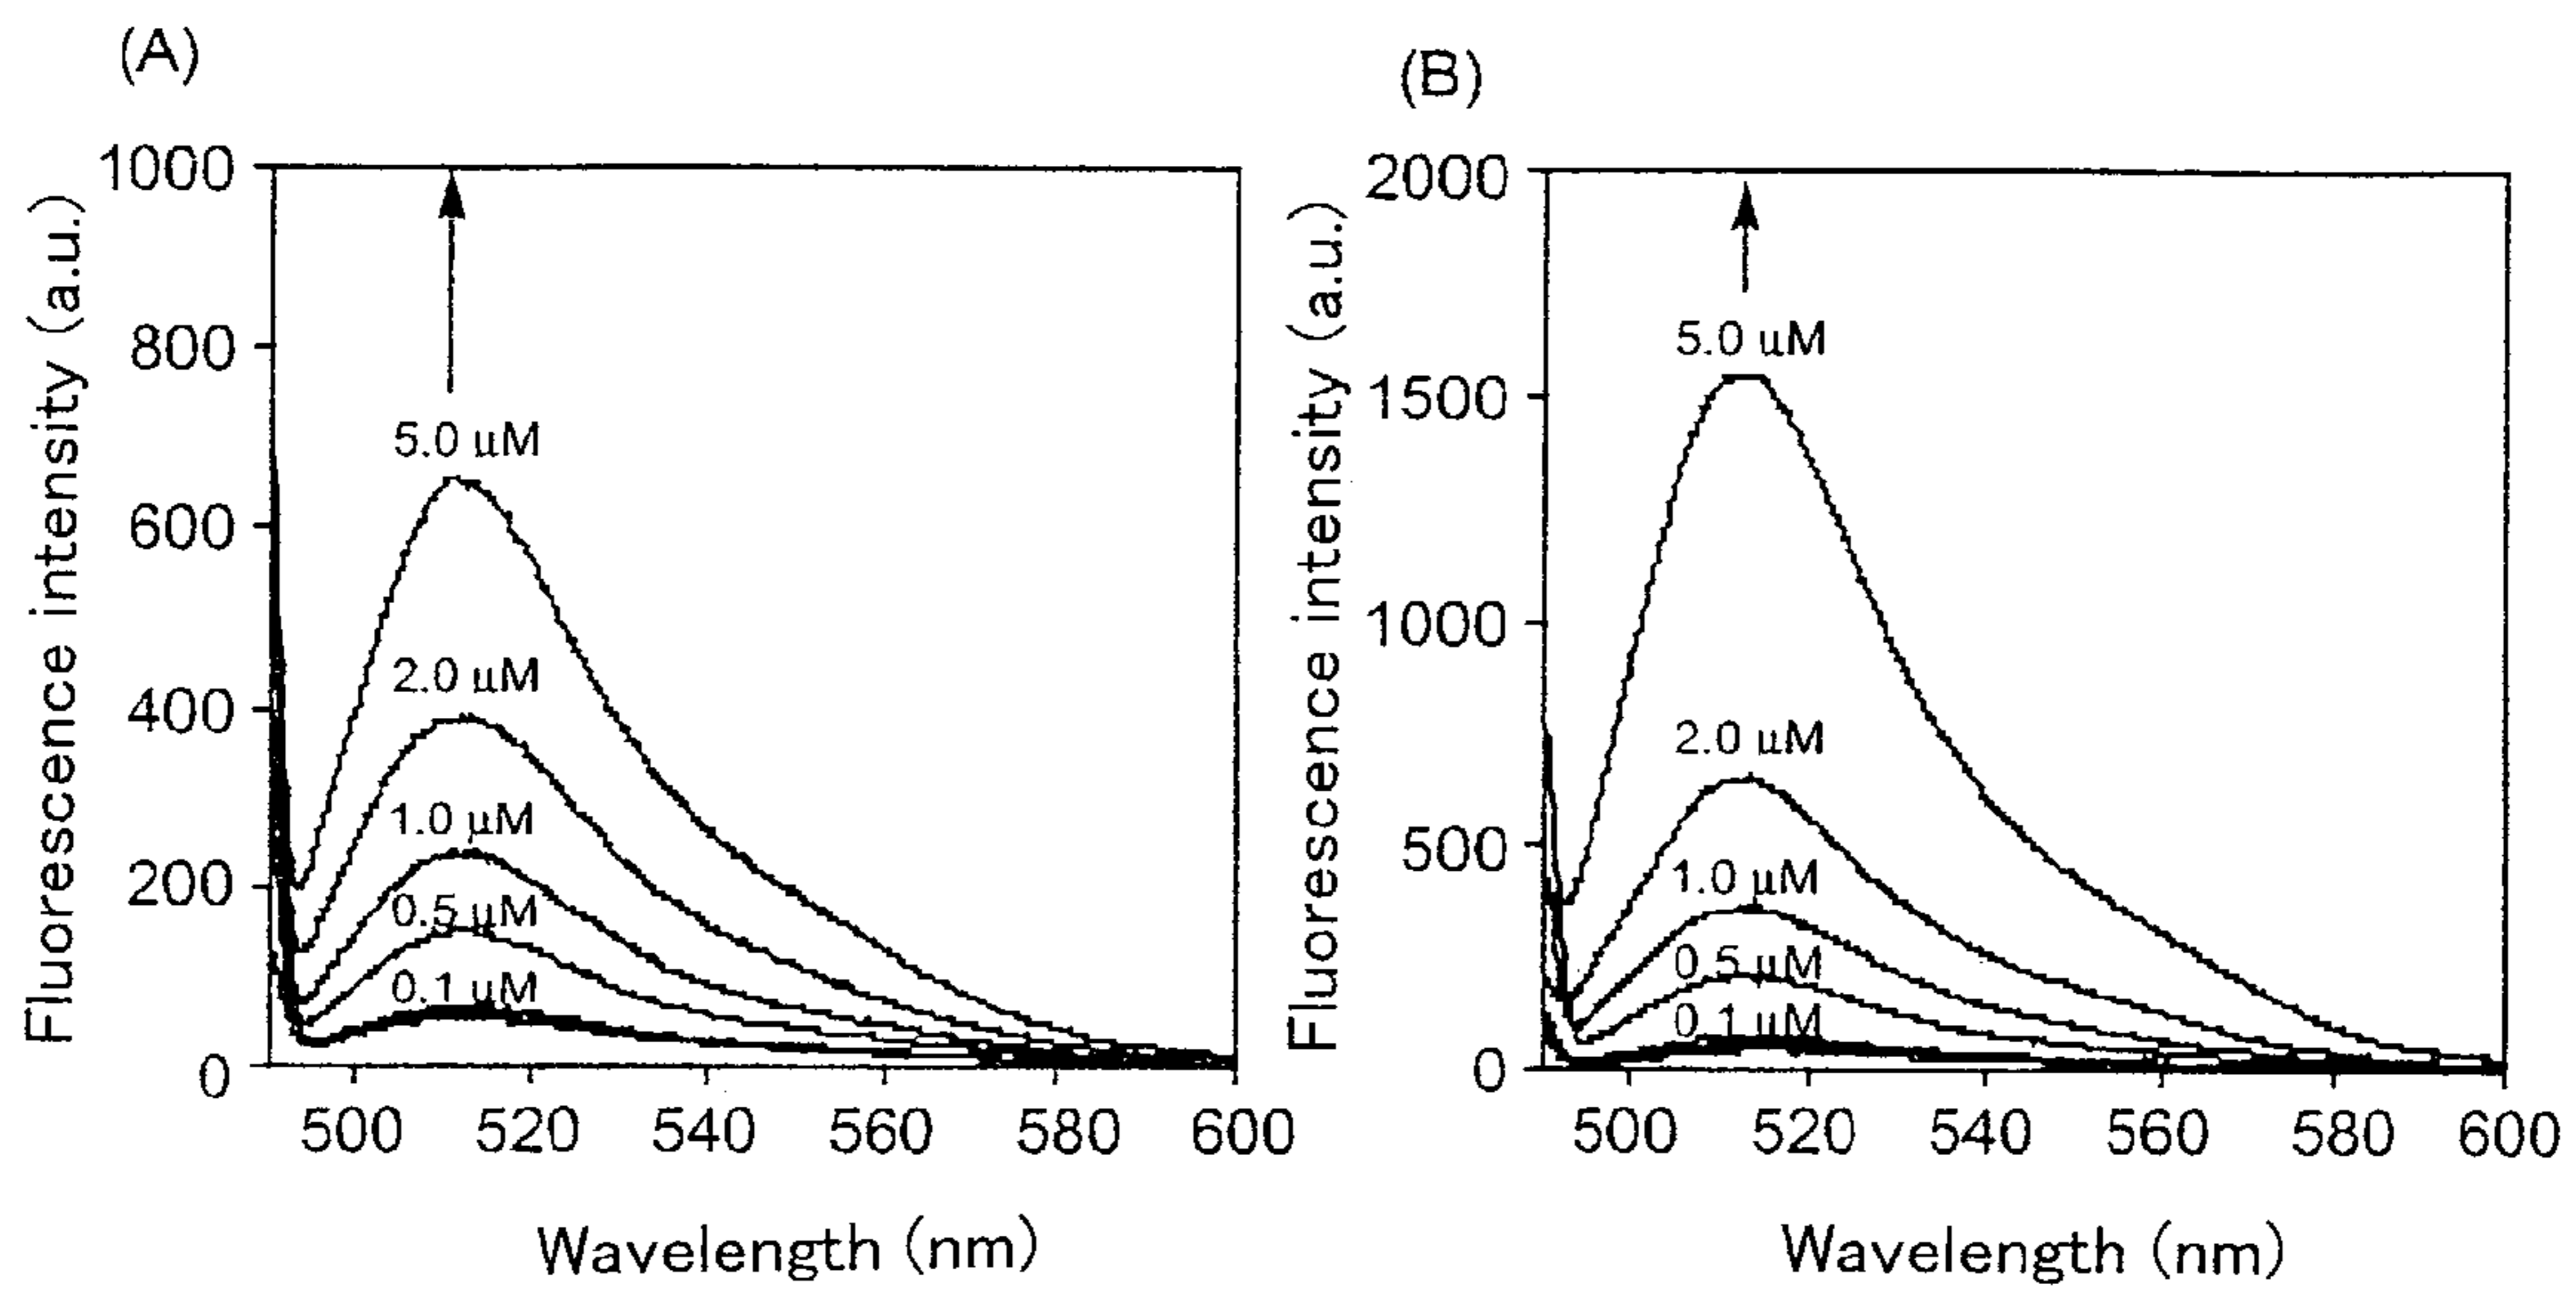 (A)
Fluorescence intensity (a.u.)
1000
800
600
400
200
0
5.0 μM
2.0 μM
1.0 μM
0.5 μM
0.1 μM
500 520 540 560 580 600
Wavelength (nm)
(B)
Fluorescence intensity (a.u.)
2000
1500
1000
500
0
5.0 μM
2.0 μM
1.0 μM
0.5 μM
0.1 μM
500 520 540 560 580 600
Wavelength (nm)